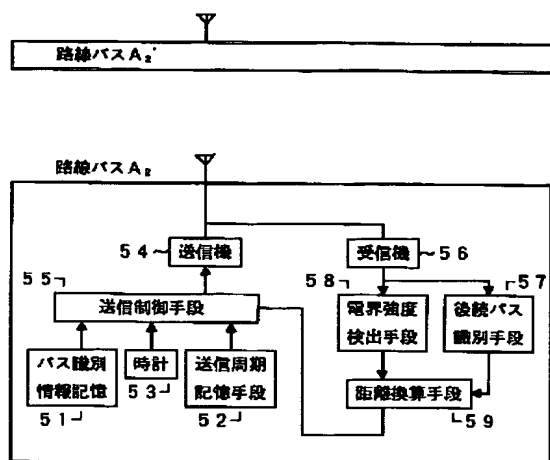 路線バスA₂'
路線バスA₂
54 送信機
受信機 56
55
58
57
送信制御手段
電界強度
検出手段
後続バス
識別手段
バス識別
情報記憶
時計
送信周期
記憶手段
距離換算手段
51
53
52
59